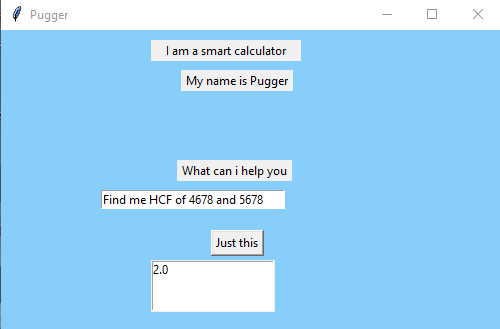 Pugger
I am a smart calculator
My name is Pugger
What can i help you
Find me HCF of 4678 and 5678
Just this
2.0